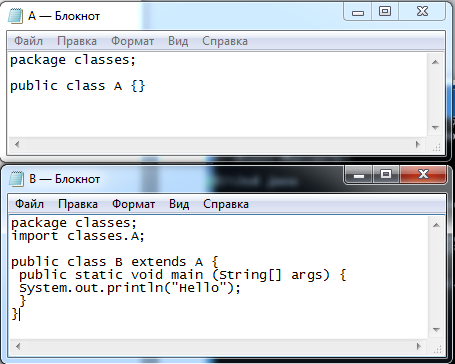 A — Блокнот
Файл Правка Формат Вид Справка
package classes;
public class A {}
B — Блокнот
Файл Правка Формат Вид Справка
package classes;
import classes.A;
public class B extends A {
public static void main (String[] args) {
System.out.println("Hello");
}
}